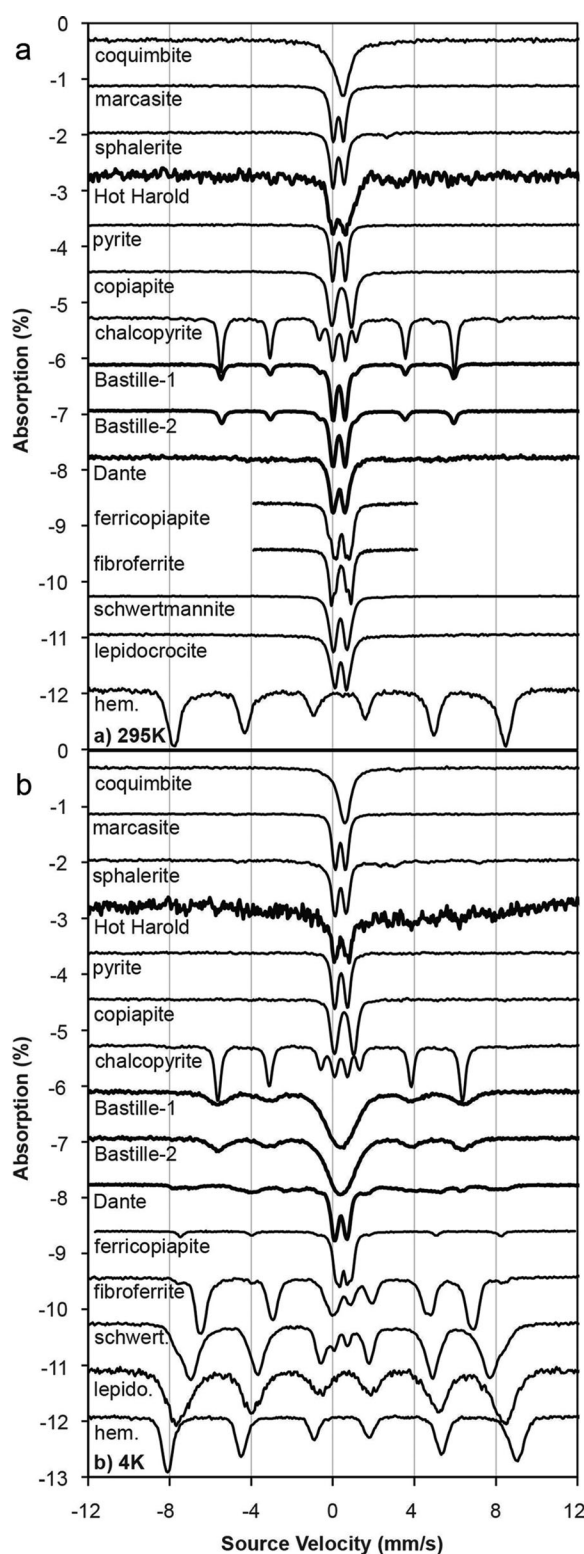 a
0
coquimbite
-1
marcasite
-2
sphalerite
-3
Hot Harold
pyrite
-4
copiapite
-5
chalcopyrite
-6
Bastille-1
-7
Bastille-2
-8
Dante
-9
ferricopiapite
fibroferrite
-10
schwertmannite
-11
lepidocrocite
-12
hem.
a) 295K
Absorption (%)
b
0
coquimbite
-1
marcasite
-2
sphalerite
-3
Hot Harold
pyrite
-4
copiapite
-5
chalcopyrite
-6
Bastille-1
-7
Bastille-2
-8
Dante
-9
ferricopiapite
fibroferrite
-10
schwert.
-11
lepido.
-12
hem.
b) 4K
-13
Absorption (%)
-12 -8 -4 0 4 8 12
Source Velocity (mm/s)